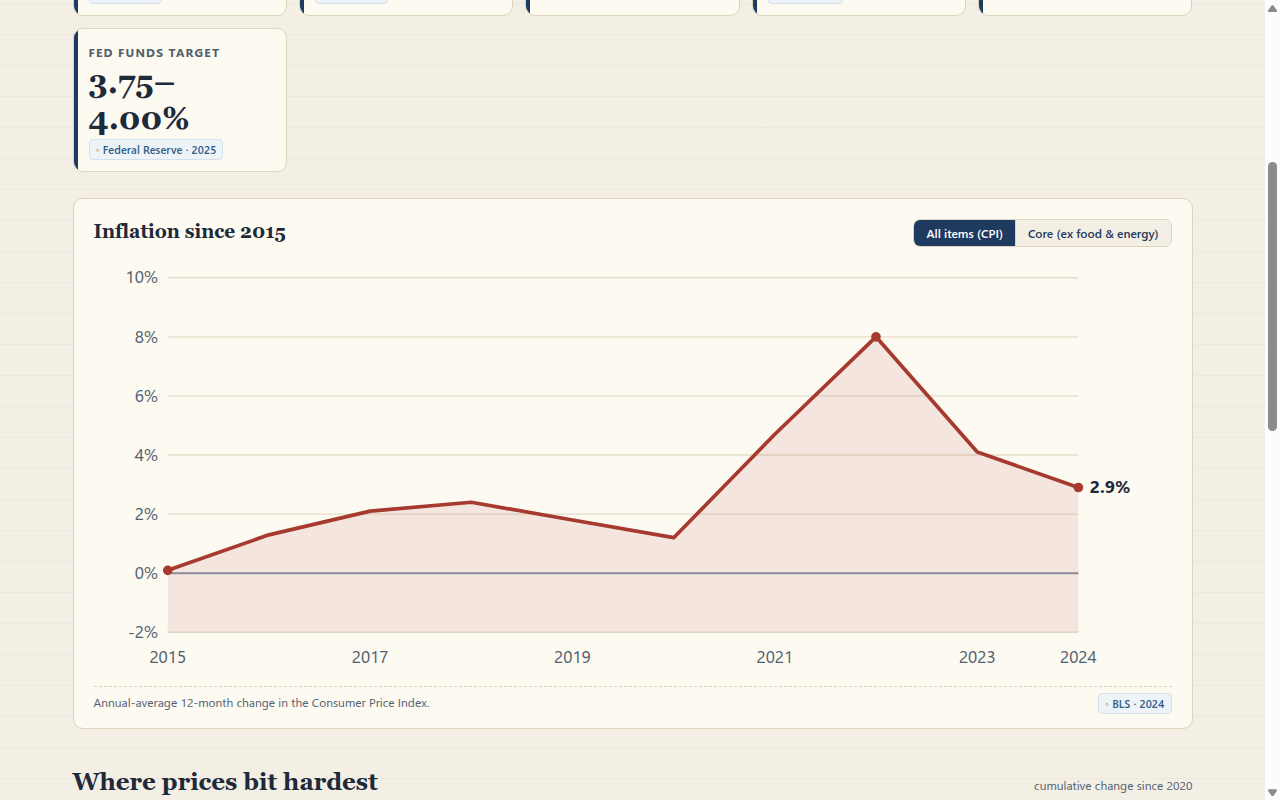 FED FUNDS TARGET
3.75–
4.00%
Federal Reserve · 2025
Inflation since 2015
All items (CPI)
Core (ex food & energy)
10%
8%
6%
4%
2%
0%
-2%
2.9%
2015
2017
2019
2021
2023
2024
Annual-average 12-month change in the Consumer Price Index.
BLS · 2024
Where prices bit hardest
cumulative change since 2020